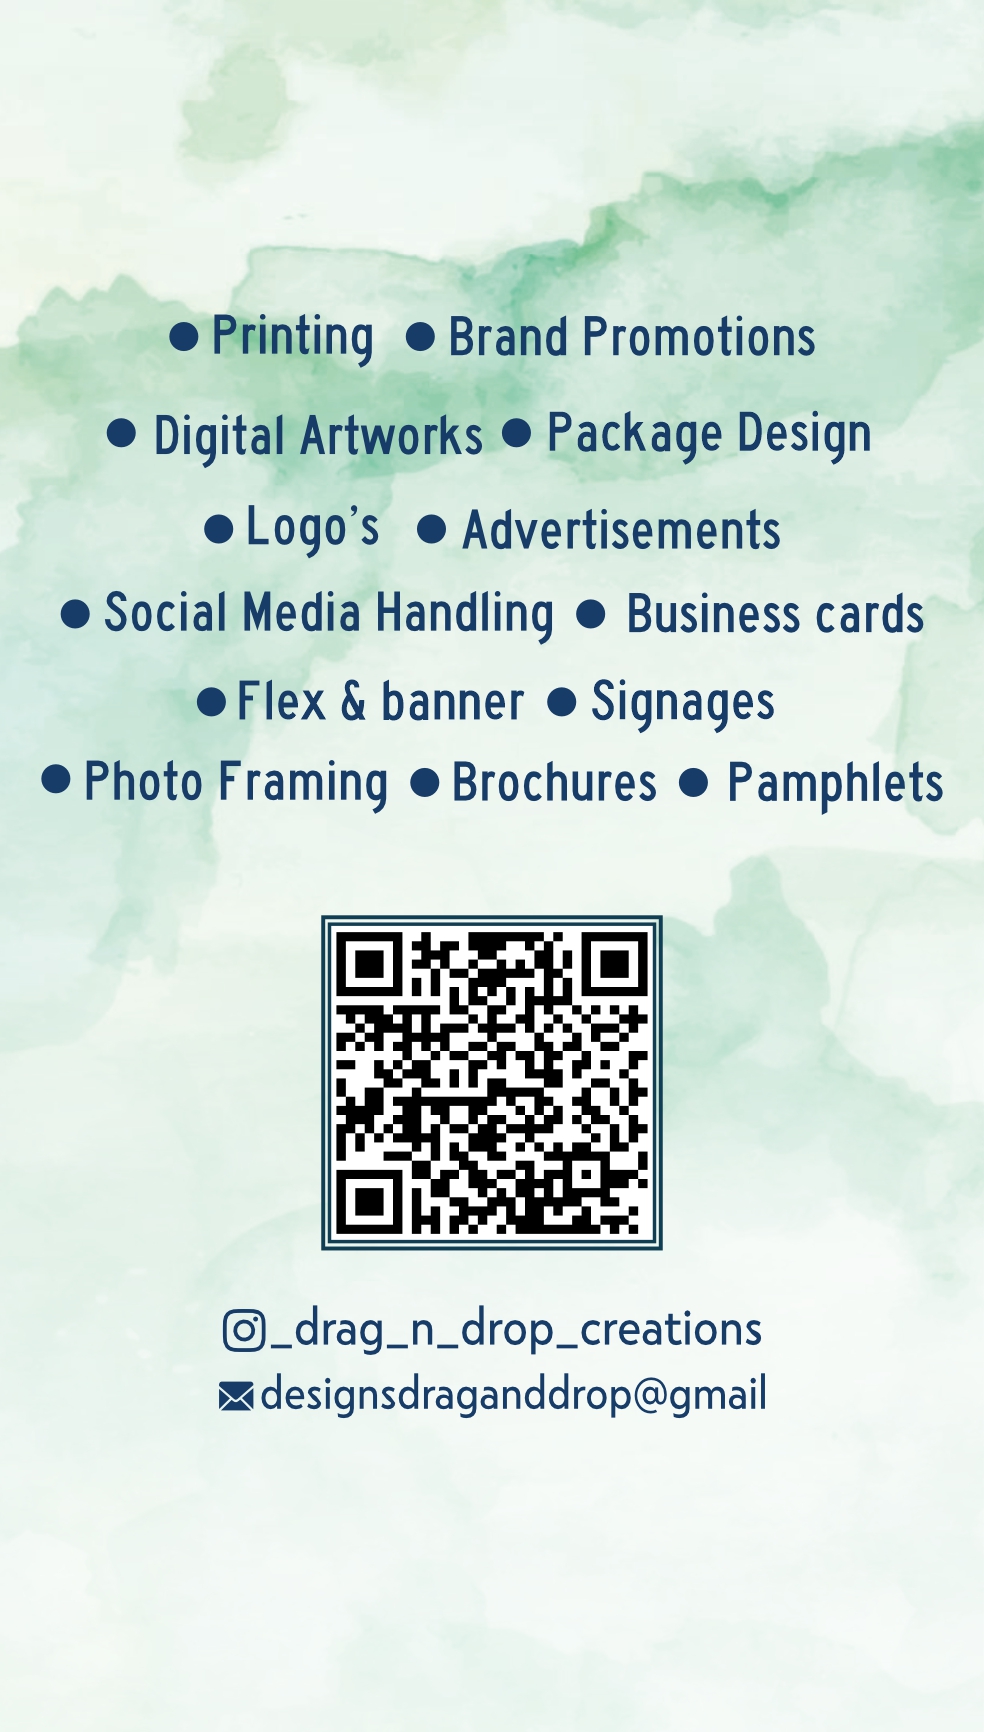 ● Printing ● Brand Promotions
● Digital Artworks ● Package Design
● Logo’s ● Advertisements
● Social Media Handling ● Business cards
● Flex & banner ● Signages
● Photo Framing ● Brochures ● Pamphlets
_drag_n_drop_creations
designsdraganddrop@gmail